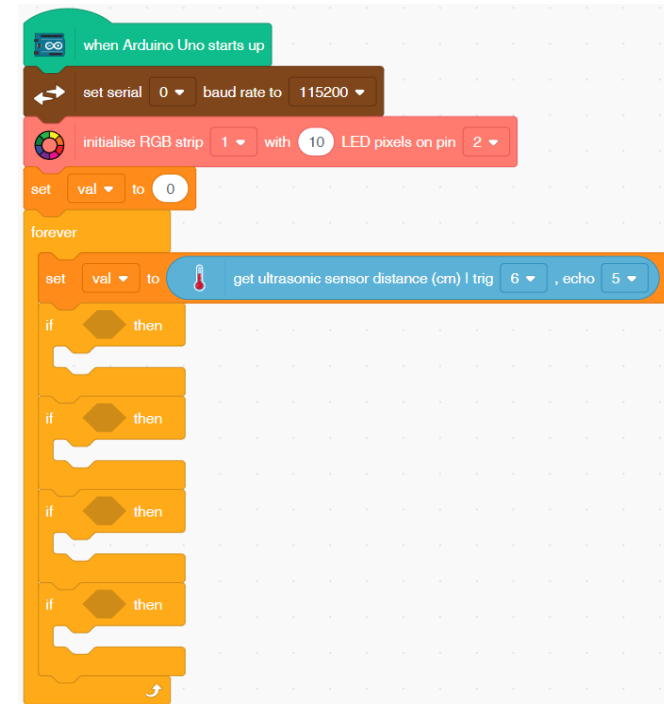 when Arduino Uno starts up
set serial 0 baud rate to 115200
initialise RGB strip 1 with 10 LED pixels on pin 2
set val to 0
forever
set val to get ultrasonic sensor distance (cm) | trig 6 , echo 5
if then
if then
if then
if then